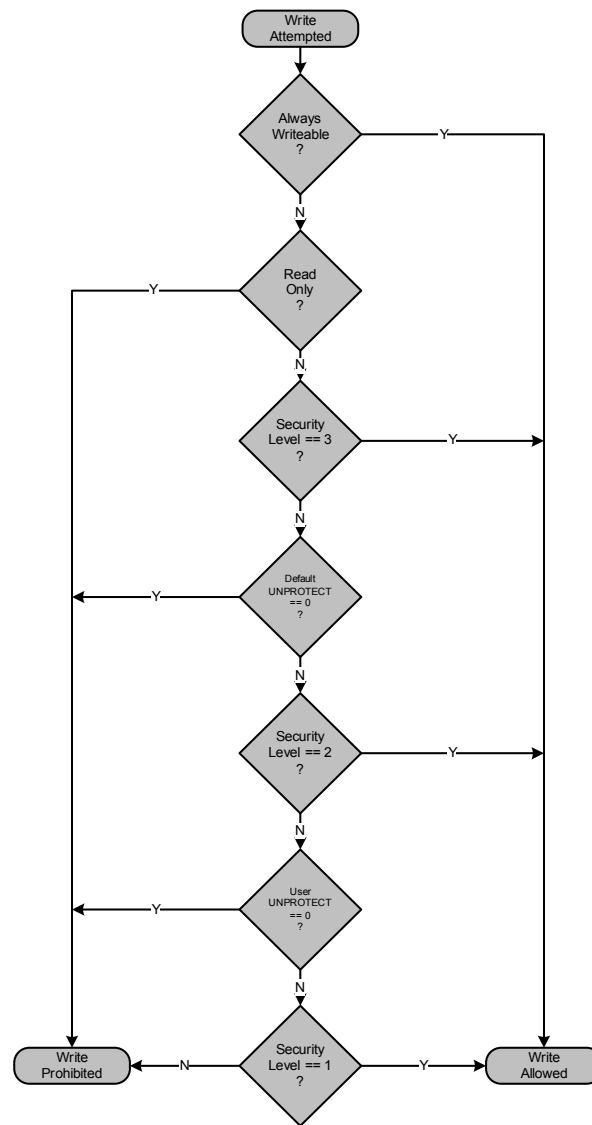 Write
Attempted
Always
Writeable
?
Y
N
Read
Only
?
Y
N
Security
Level == 3
?
Y
N
Default
UNPROTECT
== 0
?
Y
N
Security
Level == 2
?
Y
N
User
UNPROTECT
== 0
?
Y
N
Security
Level == 1
?
N
Y
Write
Prohibited
Write
Allowed